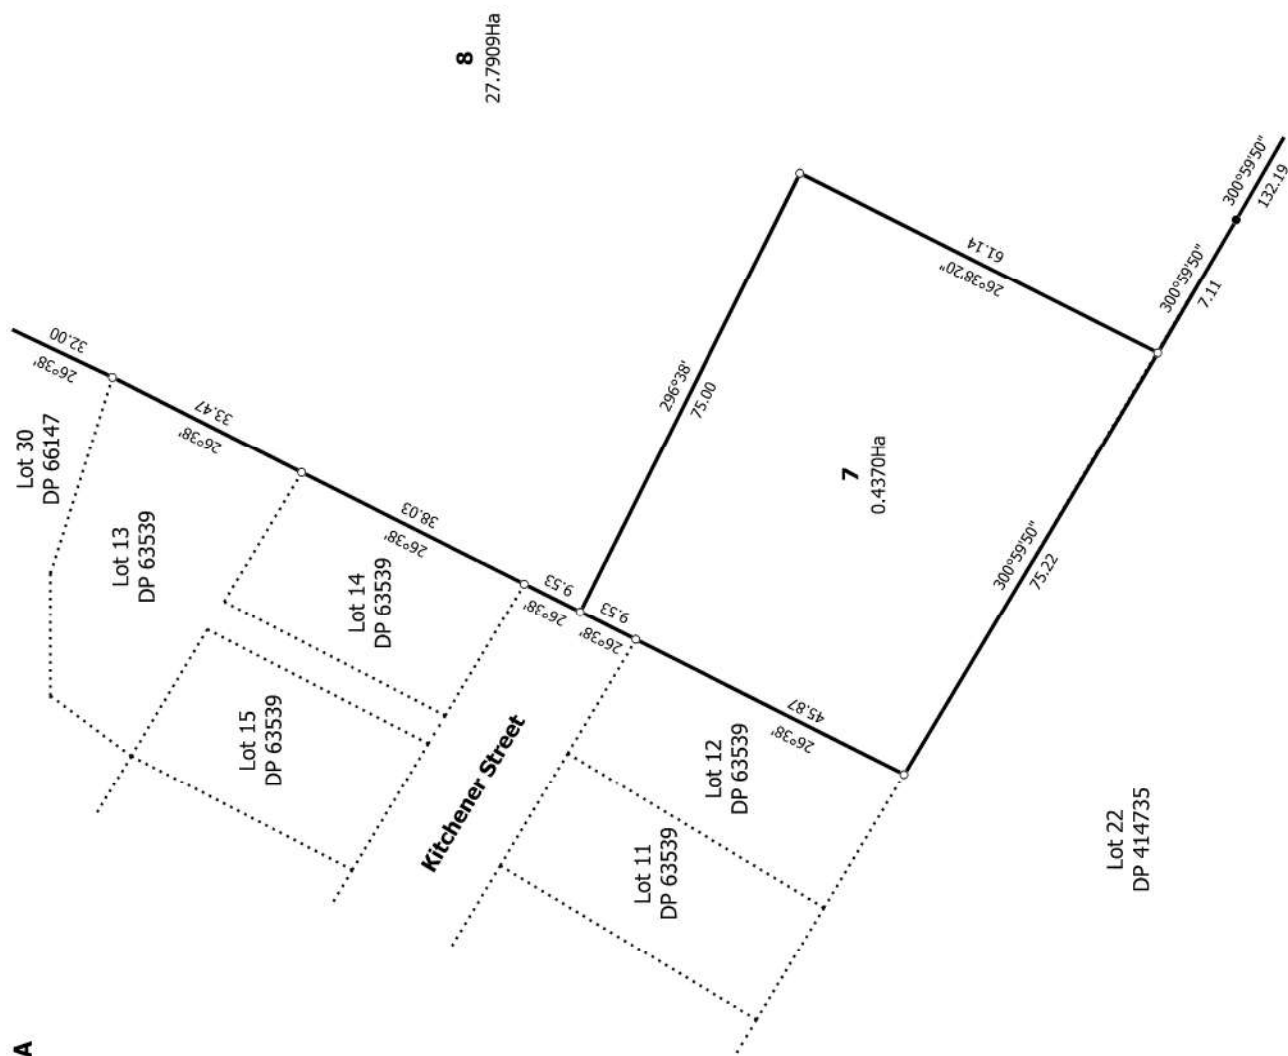 A
8
27.7909Ha
Lot 30
DP 66147
26°38'
32.00
Lot 13
DP 63539
26°38'
33.47
Lot 14
DP 63539
26°38'
38.03
Lot 15
DP 63539
26°38'
9.53
26°38'
9.53
Kitchener Street
296°38'
75.00
26°38'20"
61.14
7
0.4370Ha
Lot 12
DP 63539
26°38'
45.87
Lot 11
DP 63539
300°59'50"
75.22
300°59'50"
7.11
300°59'50"
132.19
Lot 22
DP 414735